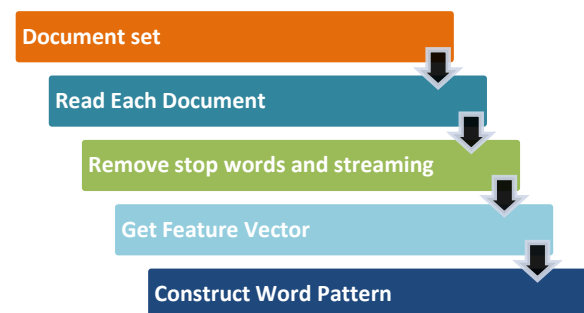 Document set
Read Each Document
Remove stop words and streaming
Get Feature Vector
Construct Word Pattern